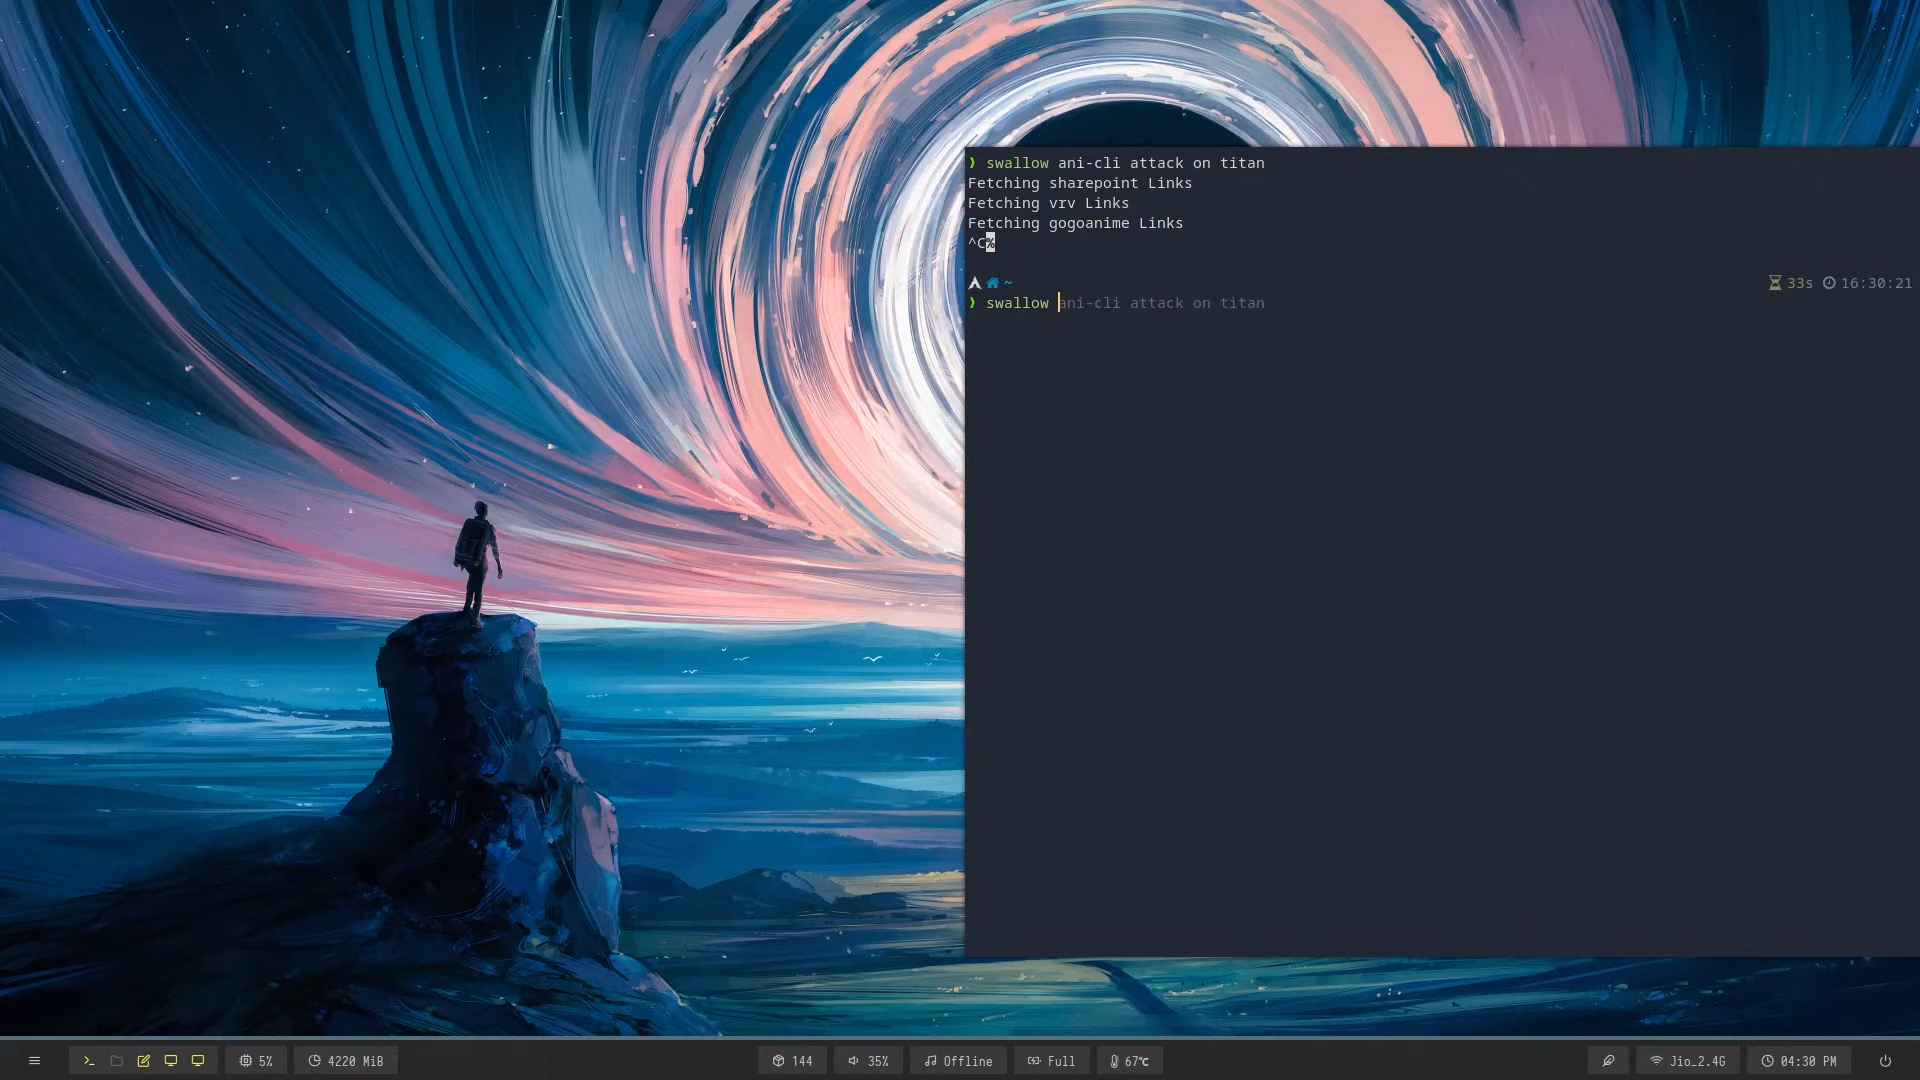 ❯ swallow ani-cli attack on titan
Fetching sharepoint Links
Fetching vrv Links
Fetching gogoanime Links
^C%
~ 33s 16:30:21
❯ swallow ani-cli attack on titan
5% 4220 MiB 144 35% Offline Full 67℃ Jio_2.4G 04:30 PM